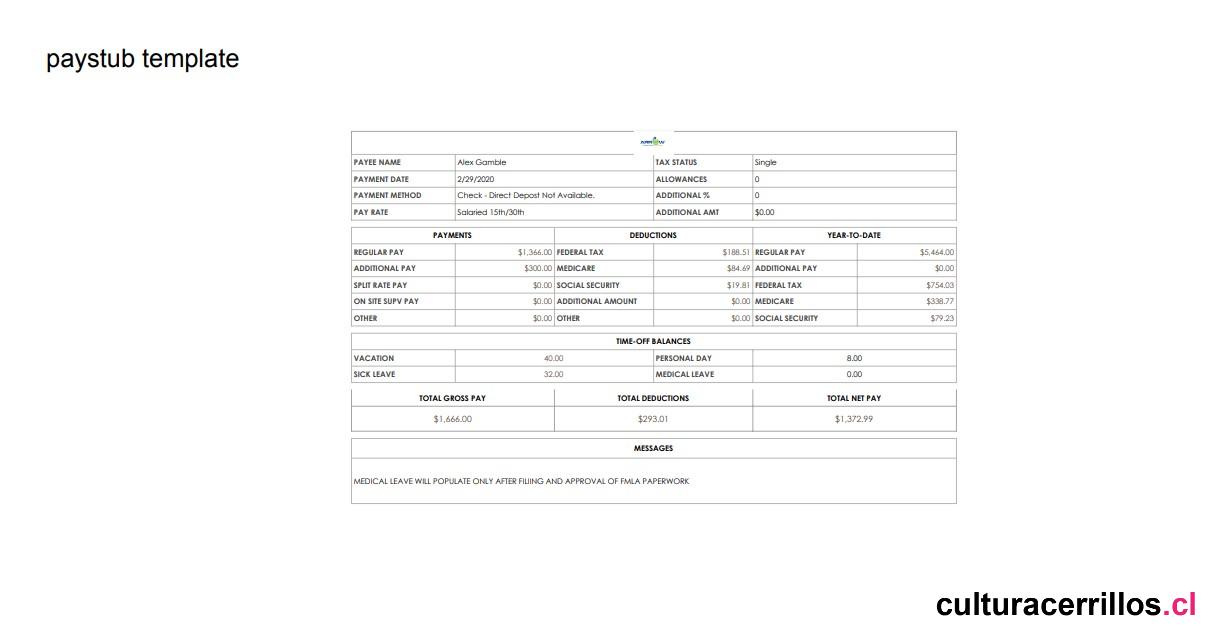 paystub template
PAYEE NAME Alex Gamble TAX STATUS Single
PAYMENT DATE 2/29/2020 ALLOWANCES 0
PAYMENT METHOD Check - Direct Depost Not Available. ADDITIONAL % 0
PAY RATE Salaried 15th/30th ADDITIONAL AMT $0.00
PAYMENTS DEDUCTIONS YEAR-TO-DATE
REGULAR PAY $1,366.00 FEDERAL TAX $188.51 REGULAR PAY $5,464.00
ADDITIONAL PAY $300.00 MEDICARE $84.69 ADDITIONAL PAY $0.00
SPLIT RATE PAY $0.00 SOCIAL SECURITY $19.81 FEDERAL TAX $754.03
ON SITE SUPV PAY $0.00 ADDITIONAL AMOUNT $0.00 MEDICARE $338.77
OTHER $0.00 OTHER $0.00 SOCIAL SECURITY $79.23
TIME-OFF BALANCES
VACATION 40.00 PERSONAL DAY 8.00
SICK LEAVE 32.00 MEDICAL LEAVE 0.00
TOTAL GROSS PAY TOTAL DEDUCTIONS TOTAL NET PAY
$1,666.00 $293.01 $1,372.99
MESSAGES
MEDICAL LEAVE WILL POPULATE ONLY AFTER FILIING AND APPROVAL OF FMLA PAPERWORK
culturacerrillos.cl